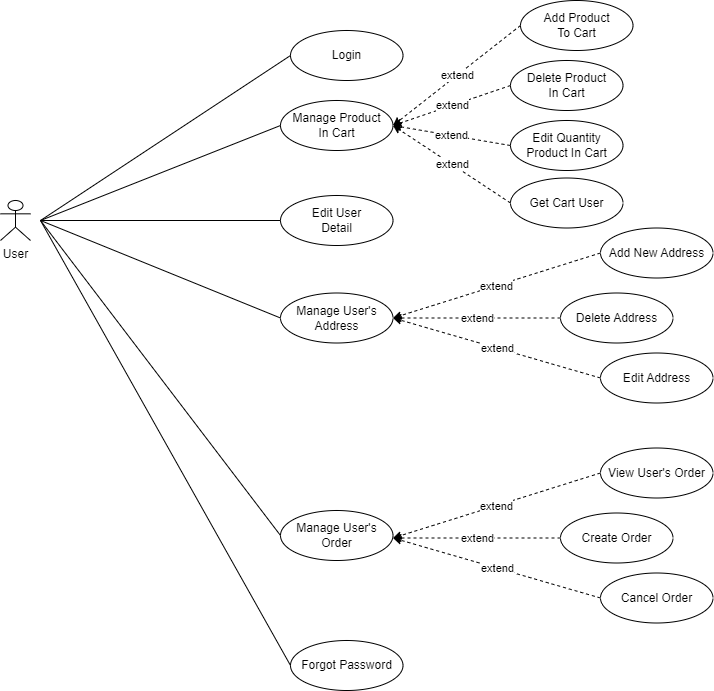 Add Product
To Cart
Login
extend
Delete Product
In Cart
extend
Manage Product
In Cart
extend
Edit Quantity
Product In Cart
extend
Get Cart User
Edit User
Detail
User
Add New Address
extend
Manage User's
Address
extend
Delete Address
extend
Edit Address
View User's Order
extend
Manage User's
Order
extend
Create Order
extend
Cancel Order
Forgot Password